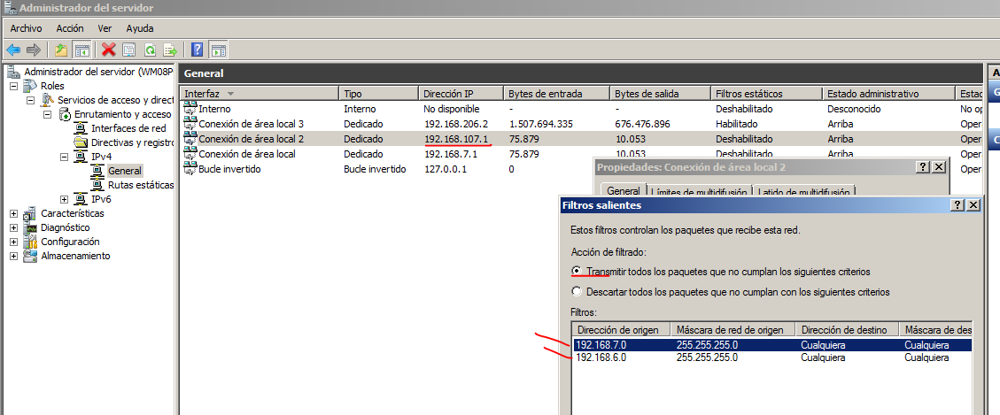 Administrador del servidor
Archivo Acción Ver Ayuda
Administrador del servidor (WM08P
Roles
Servicios de acceso y direct
Enrutamiento y acceso
Interfaces de red
Directivas y registro
IPv4
General
Rutas estáticas
IPv6
Características
Diagnóstico
Configuración
Almacenamiento
General
Interfaz Tipo Dirección IP Bytes de entrada Bytes de salida Filtros estáticos Estado administrativo Estad
Interno Interno No disponible - - Deshabilitado Desconocido No op
Conexión de área local 3 Dedicado 192.168.206.2 1.507.694.335 676.476.896 Habilitado Arriba Oper
Conexión de área local 2 Dedicado 192.168.107.1 75.879 10.053 Deshabilitado Arriba Oper
Conexión de área local Dedicado 192.168.7.1 75.879 10.053 Deshabilitado Arriba Oper
Bucle invertido Bucle invertido 127.0.0.1 0
Propiedades: Conexión de área local 2
General Límites de multidifusión Latido de multidifusión
Filtros salientes
Estos filtros controlan los paquetes que recibe esta red.
Acción de filtrado:
Transmitir todos los paquetes que no cumplan los siguientes criterios
Descartar todos los paquetes que no cumplan con los siguientes criterios
Filtros:
Dirección de origen Máscara de red de origen Dirección de destino Máscara de des
192.168.7.0 255.255.255.0 Cualquiera Cualquiera
192.168.6.0 255.255.255.0 Cualquiera Cualquiera